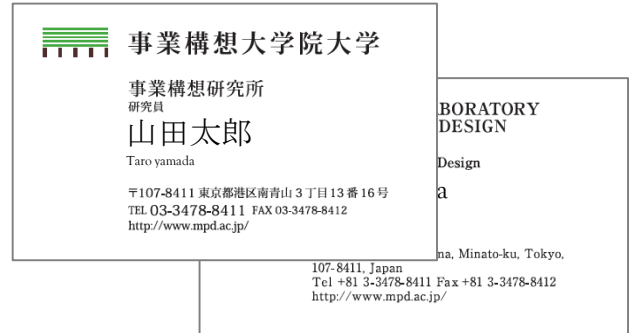 事業構想大学院大学
事業構想研究所
研究員
山田太郎
Taro yamada
〒107-8411 東京都港区南青山 3 丁目13 番 16 号
TEL 03-3478-8411 FAX 03-3478-8412
http://www.mpd.ac.jp/
DESIGN
Design
Minato-ku, Tokyo,
107-8411, Japan
Tel +81 3-3478-8411 Fax +81 3-3478-8412
http://www.mpd.ac.jp/